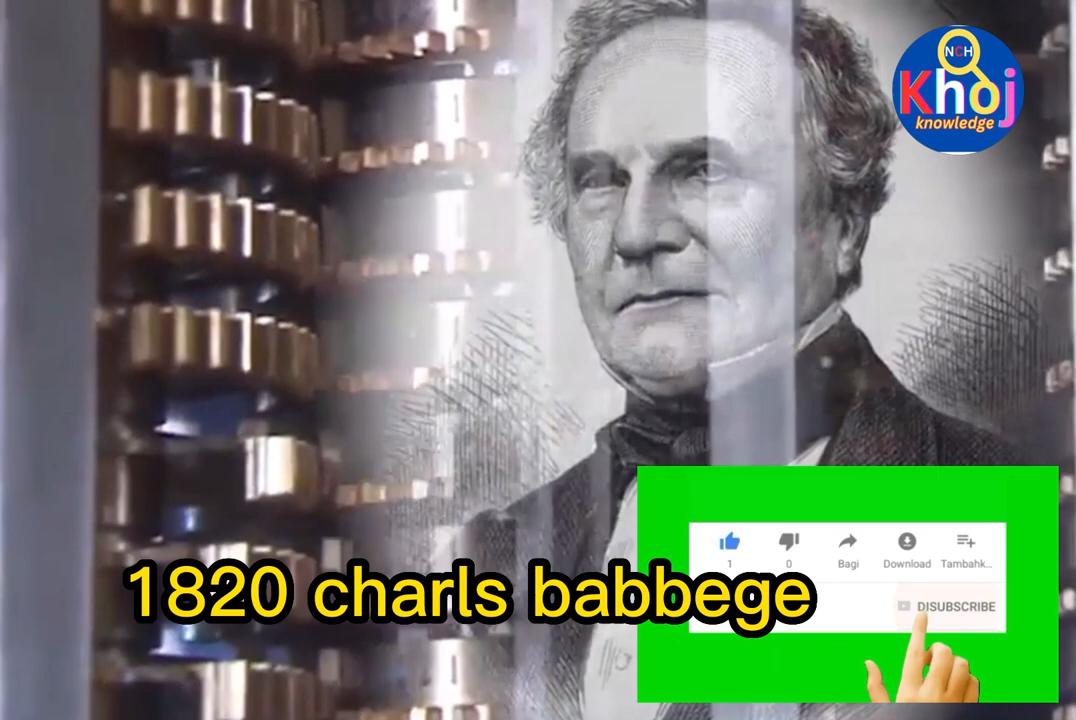 NCH
Khoj
knowledge
1 0 Bagi Download Tambahk...
DISUBSCRIBE
1820 charls babbege